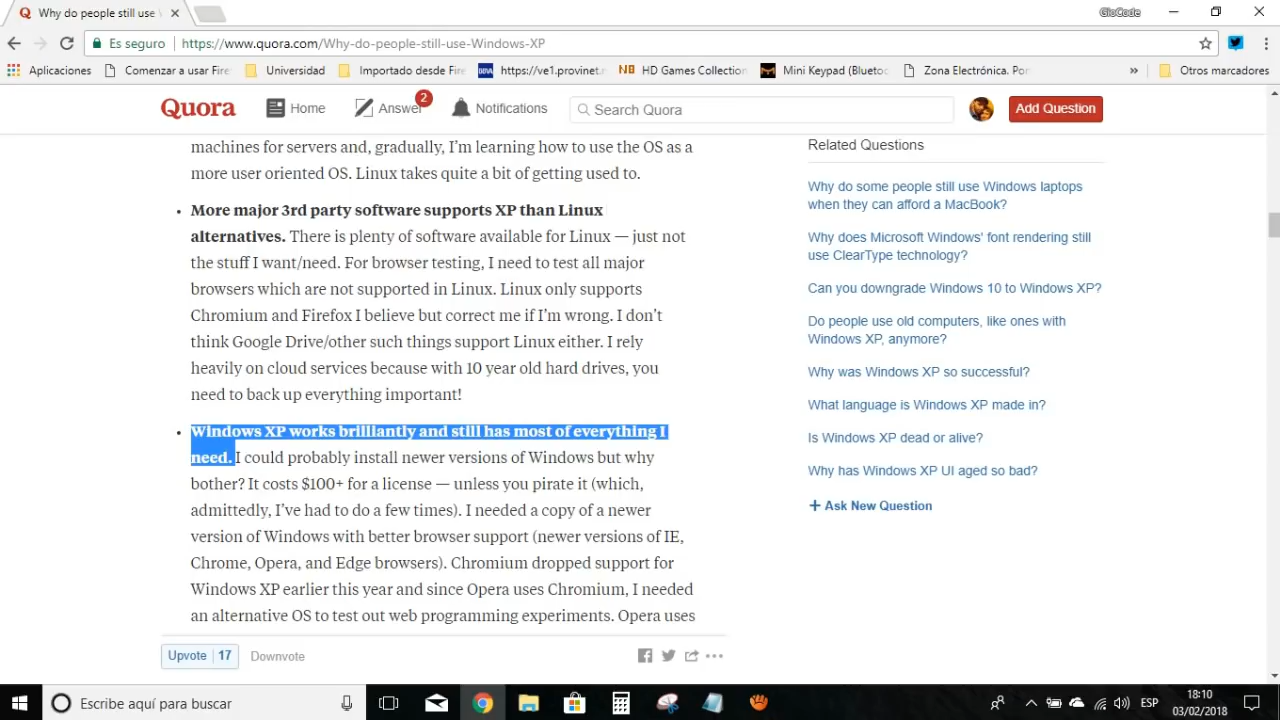 Why do people still use
GioCode
Es seguro
https://www.quora.com/Why-do-people-still-use-Windows-XP
Aplicaciones
Comenzar a usar Fire
Universidad
Importado desde Fire
https://ve1.provinet.
HD Games Collection
Mini Keypad (Bluetoo
Zona Electrónica. Por
»
Otros marcadores
Quora
Home
Answer
2
Notifications
Search Quora
Add Question
machines for servers and, gradually, I’m learning how to use the OS as a
more user oriented OS. Linux takes quite a bit of getting used to.
• More major 3rd party software supports XP than Linux
alternatives. There is plenty of software available for Linux — just not
the stuff I want/need. For browser testing, I need to test all major
browsers which are not supported in Linux. Linux only supports
Chromium and Firefox I believe but correct me if I’m wrong. I don’t
think Google Drive/other such things support Linux either. I rely
heavily on cloud services because with 10 year old hard drives, you
need to back up everything important!
• Windows XP works brilliantly and still has most of everything I
need. I could probably install newer versions of Windows but why
bother? It costs $100+ for a license — unless you pirate it (which,
admittedly, I’ve had to do a few times). I needed a copy of a newer
version of Windows with better browser support (newer versions of IE,
Chrome, Opera, and Edge browsers). Chromium dropped support for
Windows XP earlier this year and since Opera uses Chromium, I needed
an alternative OS to test out web programming experiments. Opera uses
Upvote 17
Downvote
Related Questions
Why do some people still use Windows laptops
when they can afford a MacBook?
Why does Microsoft Windows' font rendering still
use ClearType technology?
Can you downgrade Windows 10 to Windows XP?
Do people use old computers, like ones with
Windows XP, anymore?
Why was Windows XP so successful?
What language is Windows XP made in?
Is Windows XP dead or alive?
Why has Windows XP UI aged so bad?
+ Ask New Question
Escribe aquí para buscar
ESP
18:10
03/02/2018